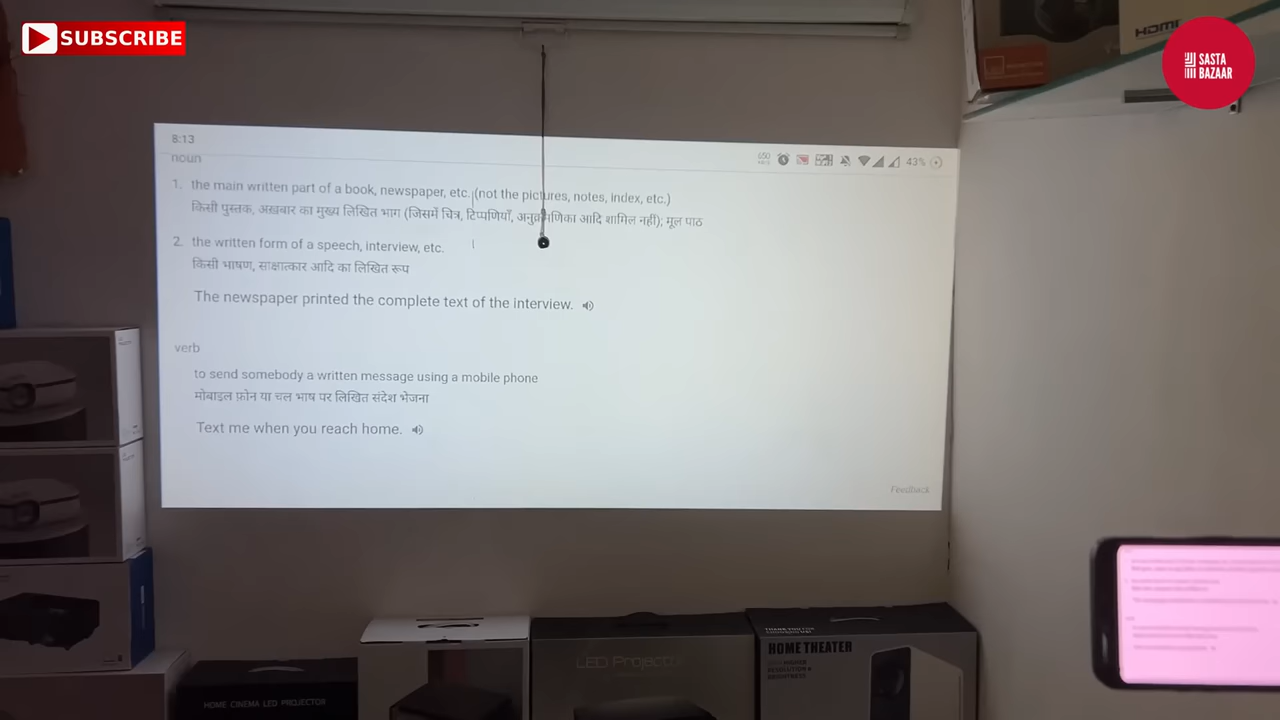 SUBSCRIBE
HDMI
SASTA
BAZAAR
8:13
43%
noun
1. the main written part of a book, newspaper, etc. (not the pictures, notes, index, etc.)
किसी पुस्तक, अख़बार का मुख्य लिखित भाग (जिसमें चित्र, टिप्पणियाँ, अनुक्रमणिका आदि शामिल नहीं); मूल पाठ
2. the written form of a speech, interview, etc.
किसी भाषण, साक्षात्कार आदि का लिखित रूप
The newspaper printed the complete text of the interview.
verb
to send somebody a written message using a mobile phone
मोबाइल फ़ोन या चल भाष पर लिखित संदेश भेजना
Text me when you reach home.
Feedback
HOME CINEMA LED PROJECTOR
LED Projector
HOME THEATER
RESOLUTION
BRIGHTNESS